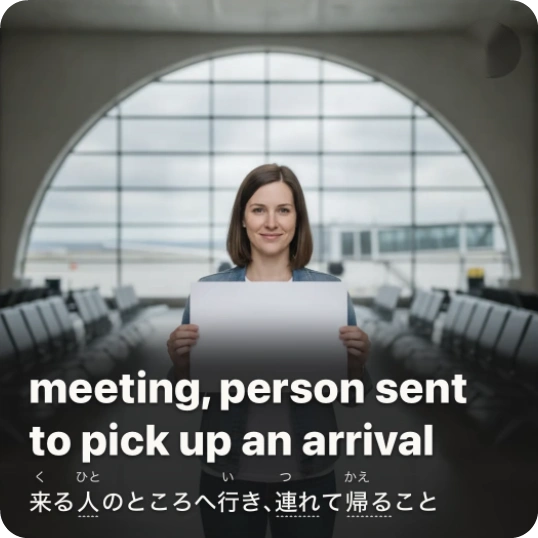 meeting, person sent
to pick up an arrival
く ひと い つ かえ
来る人のところへ行き、連れて帰ること